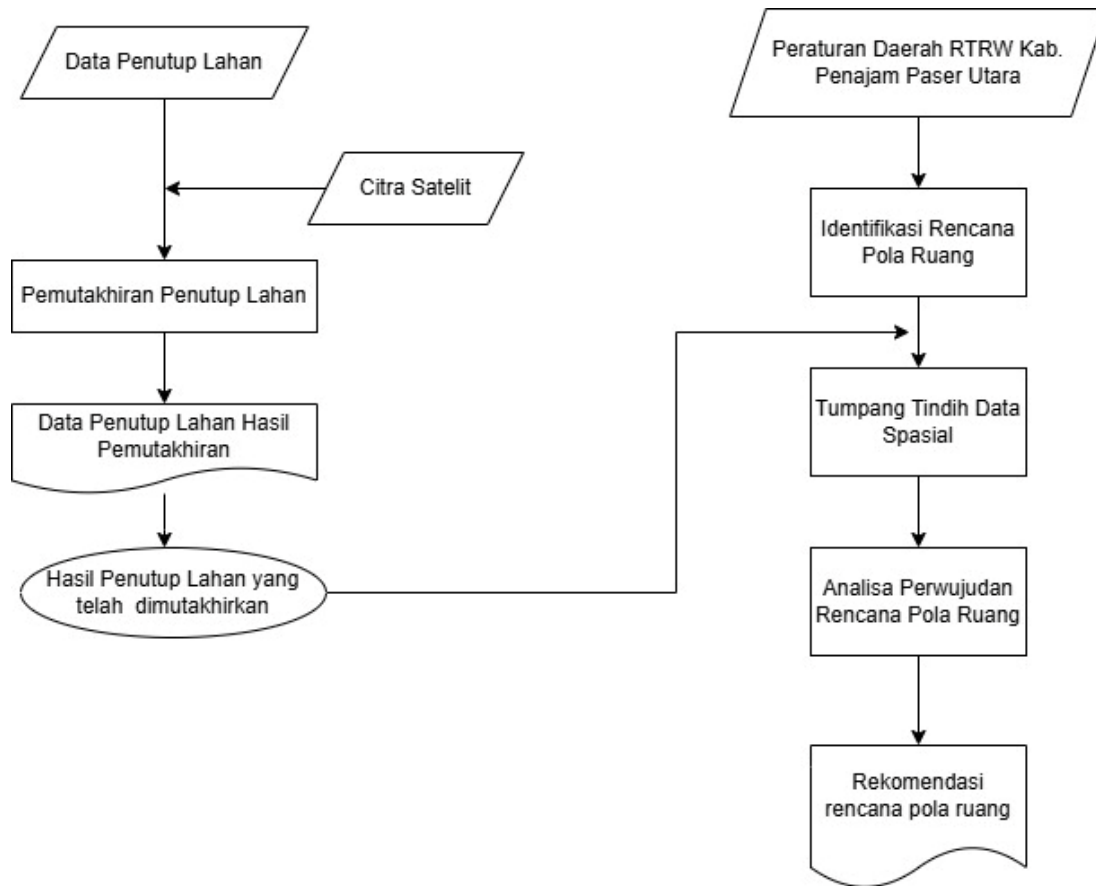 Data Penutup Lahan
Citra Satelit
Pemutakhiran Penutup Lahan
Data Penutup Lahan Hasil
Pemutakhiran
Hasil Penutup Lahan yang
telah dimutakhirkan
Peraturan Daerah RTRW Kab.
Penajam Paser Utara
Identifikasi Rencana
Pola Ruang
Tumpang Tindih Data
Spasial
Analisa Perwujudan
Rencana Pola Ruang
Rekomendasi
rencana pola ruang